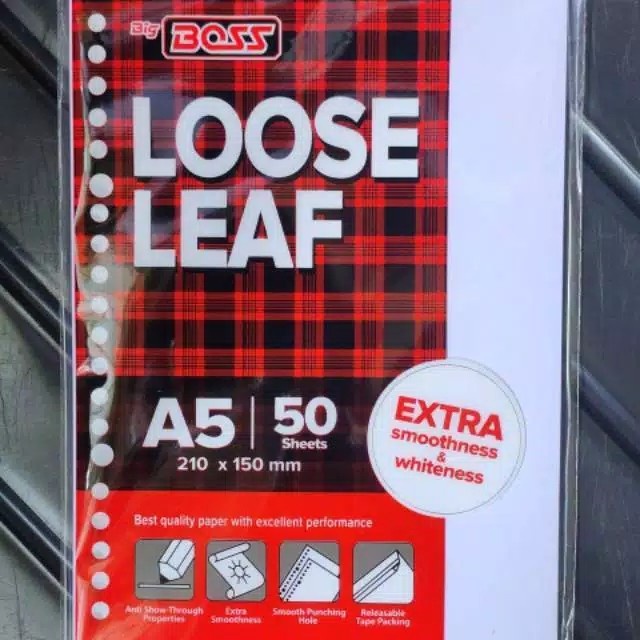 Big BOSS
LOOSE
LEAF
A5 | 50
Sheets
210 x 150 mm
EXTRA
smoothness
&
whiteness
Best quality paper with excellent performance
Anti Show-Through
Properties
Extra
Smoothness
Smooth Punching
Hole
Releasable
Tape Packing